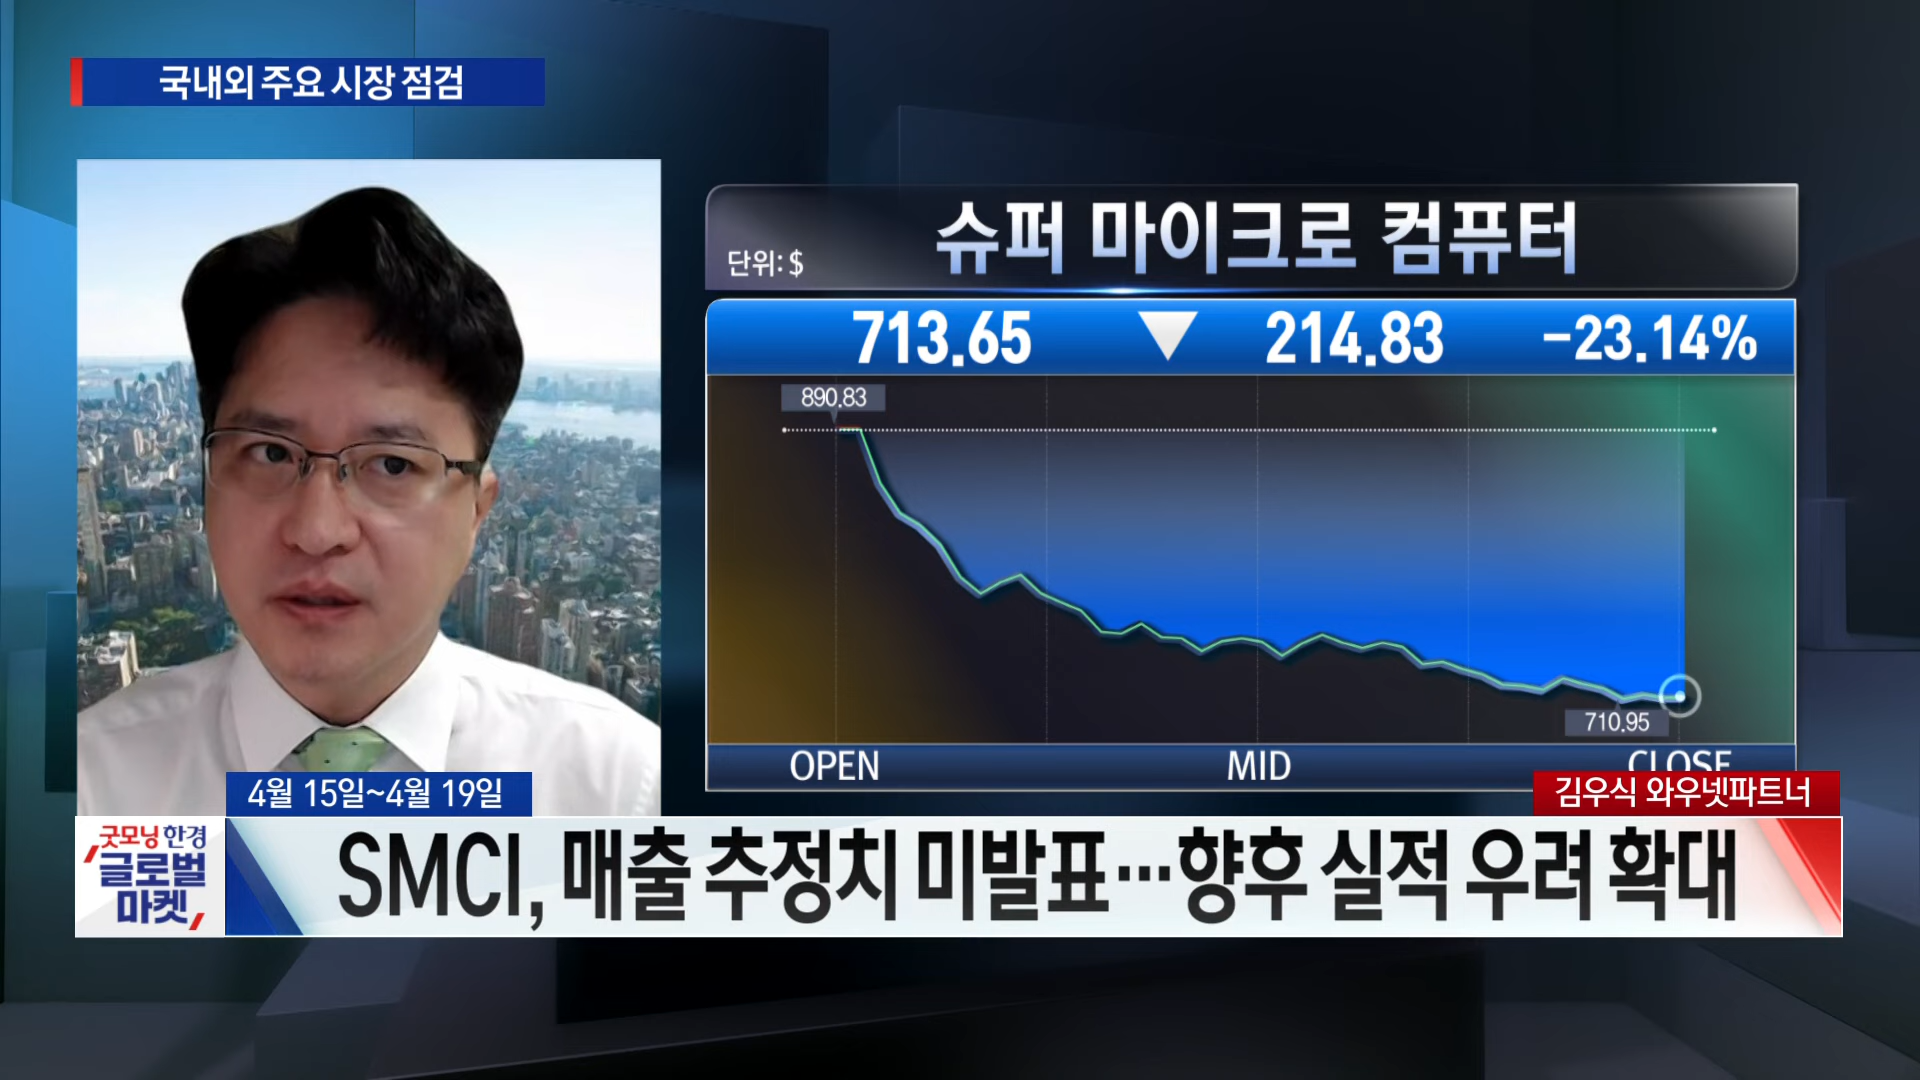 국내외 주요 시장 점검
슈퍼 마이크로 컴퓨터
단위: $
713.65 ▼ 214.83 -23.14%
890.83
710.95
OPEN MID CLOSE
4월 15일~4월 19일
김우식 와우넷파트너
굿모닝 한경
글로벌
마켓
SMCI, 매출 추정치 미발표…향후 실적 우려 확대